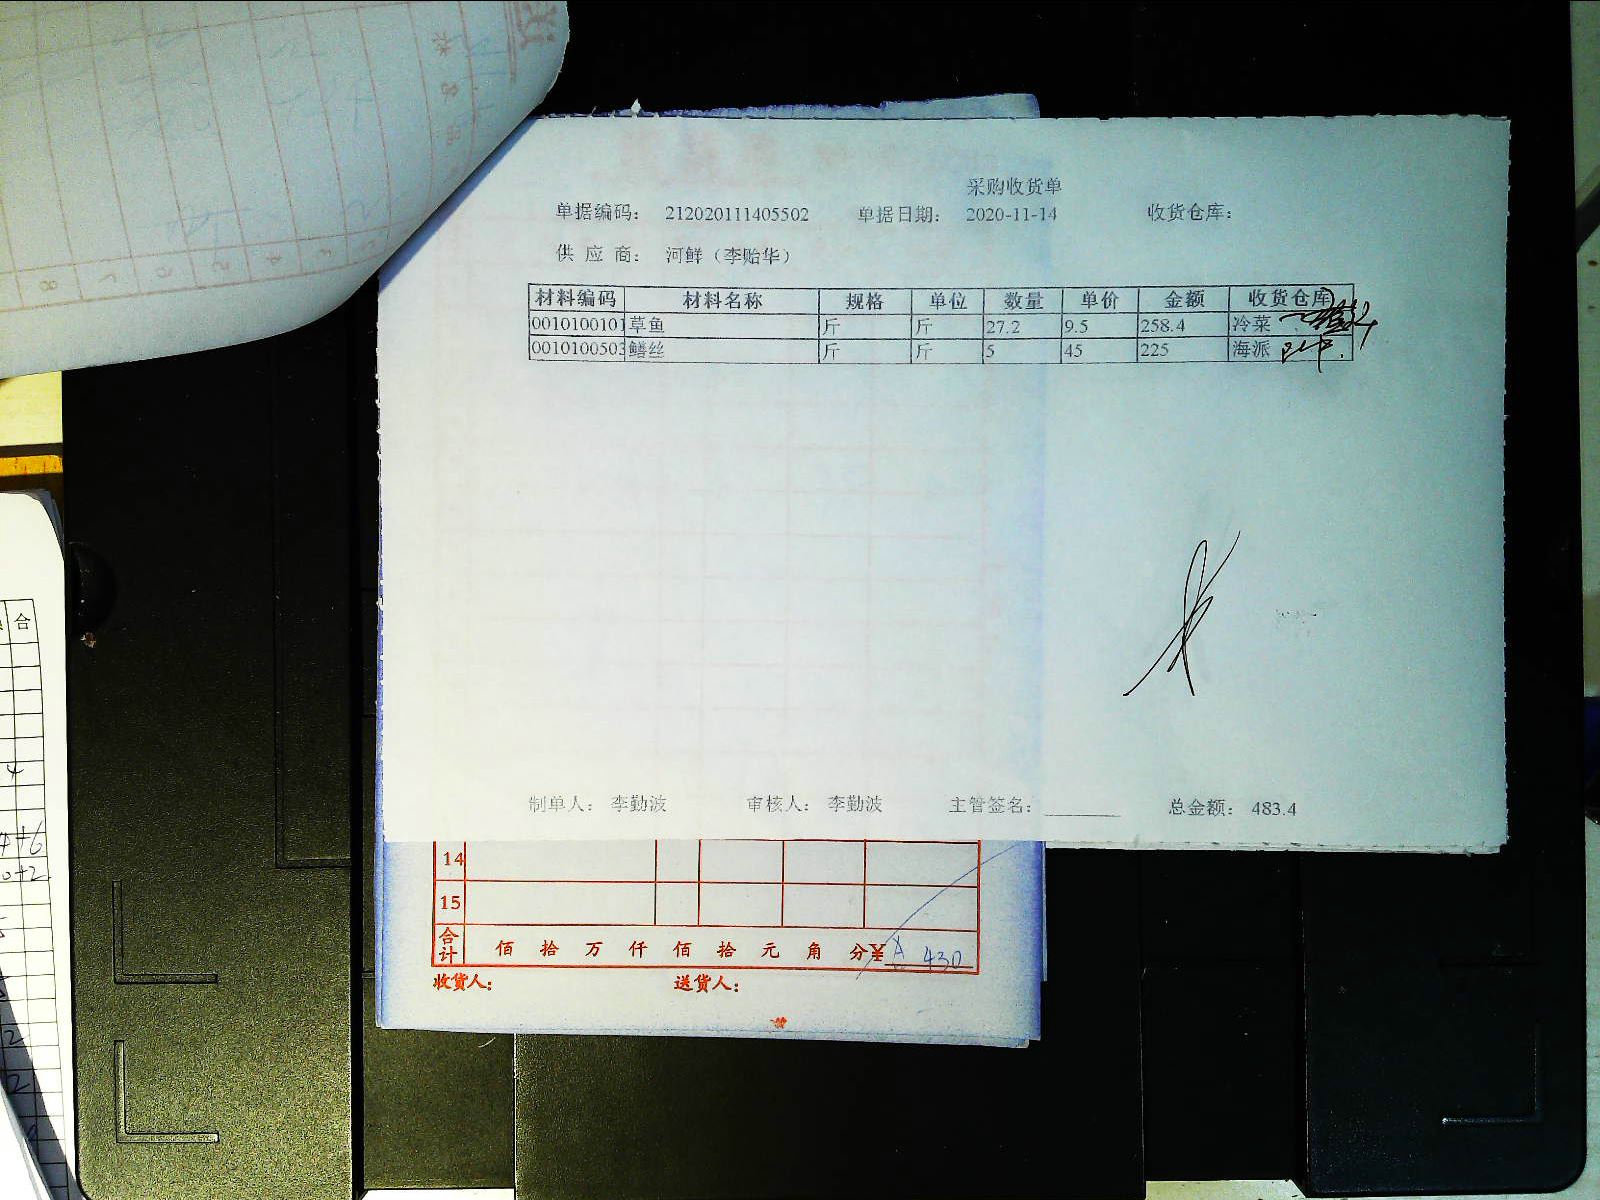 采购收货单
单据编码： 212020111405502 单据日期： 2020-11-14 收货仓库：
供 应 商： 河鲜（李贻华）
材料编码 材料名称 规格 单位 数量 单价 金额 收货仓库
0010100101 草鱼 斤 斤 27.2 9.5 258.4 冷菜
0010100503 鳝丝 斤 斤 5 45 225 海派
制单人： 李勤波 审核人： 李勤波 主管签名： 总金额： 483.4
14
15
合计 佰 拾 万 仟 佰 拾 元 角 分¥ 430
收货人： 送货人：
合
4+6